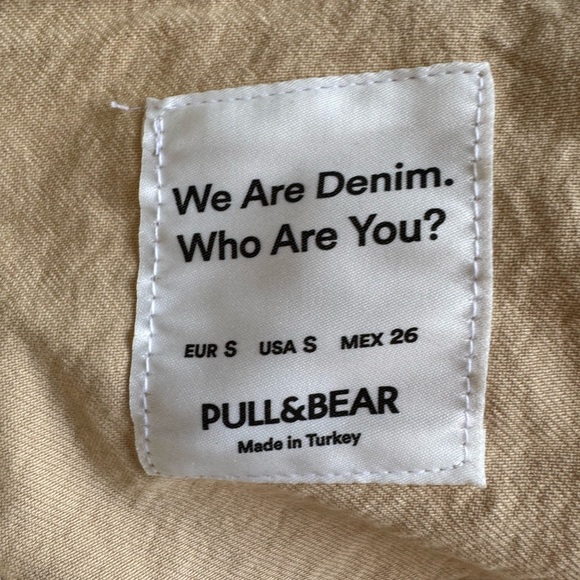 We Are Denim.
Who Are You?
EUR S USA S MEX 26
PULL&BEAR
Made in Turkey